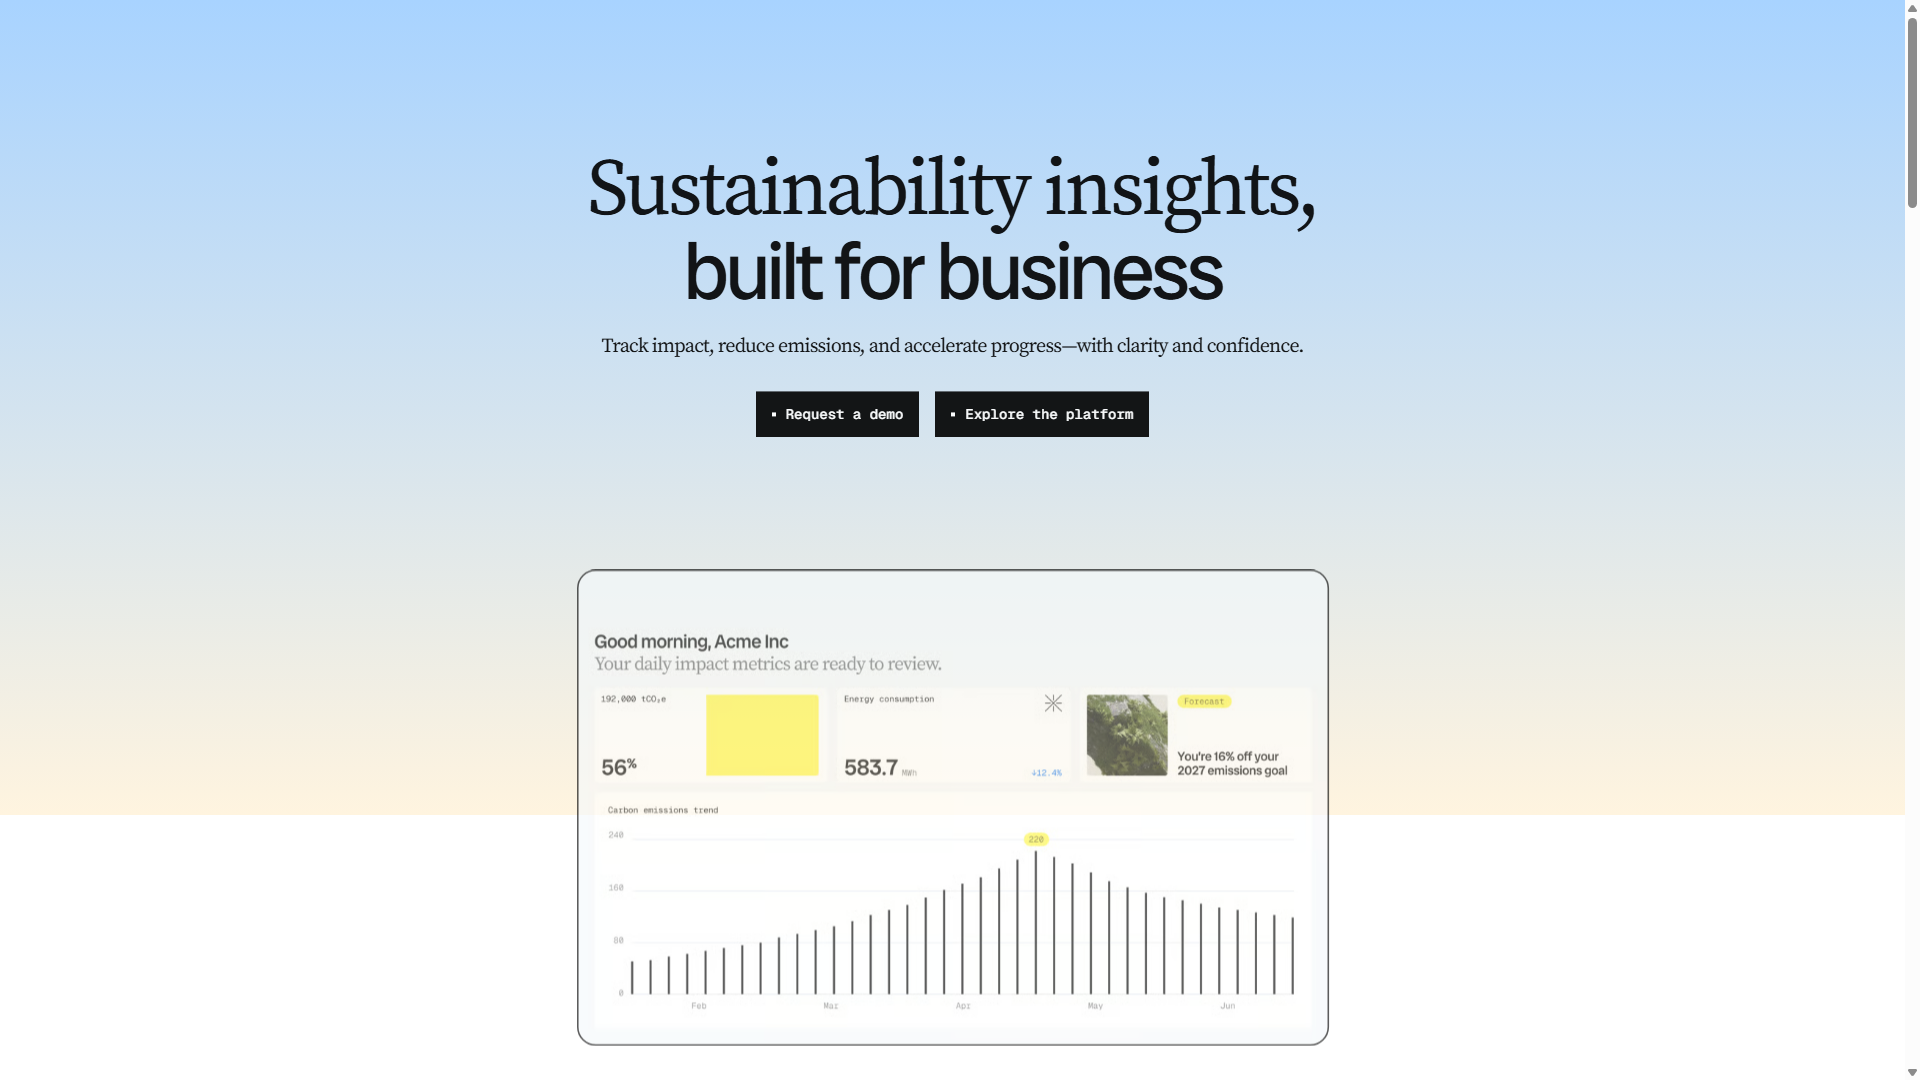 Sustainability insights,
built for business
Track impact, reduce emissions, and accelerate progress—with clarity and confidence.
▪ Request a demo
▪ Explore the platform
Good morning, Acme Inc
Your daily impact metrics are ready to review.
192,000 tCO₂e
56%
Energy consumption
583.7 MWh
↓12.4%
Forecast
You're 16% off your
2027 emissions goal
Carbon emissions trend
240
220
160
80
0
Feb Mar Apr May Jun